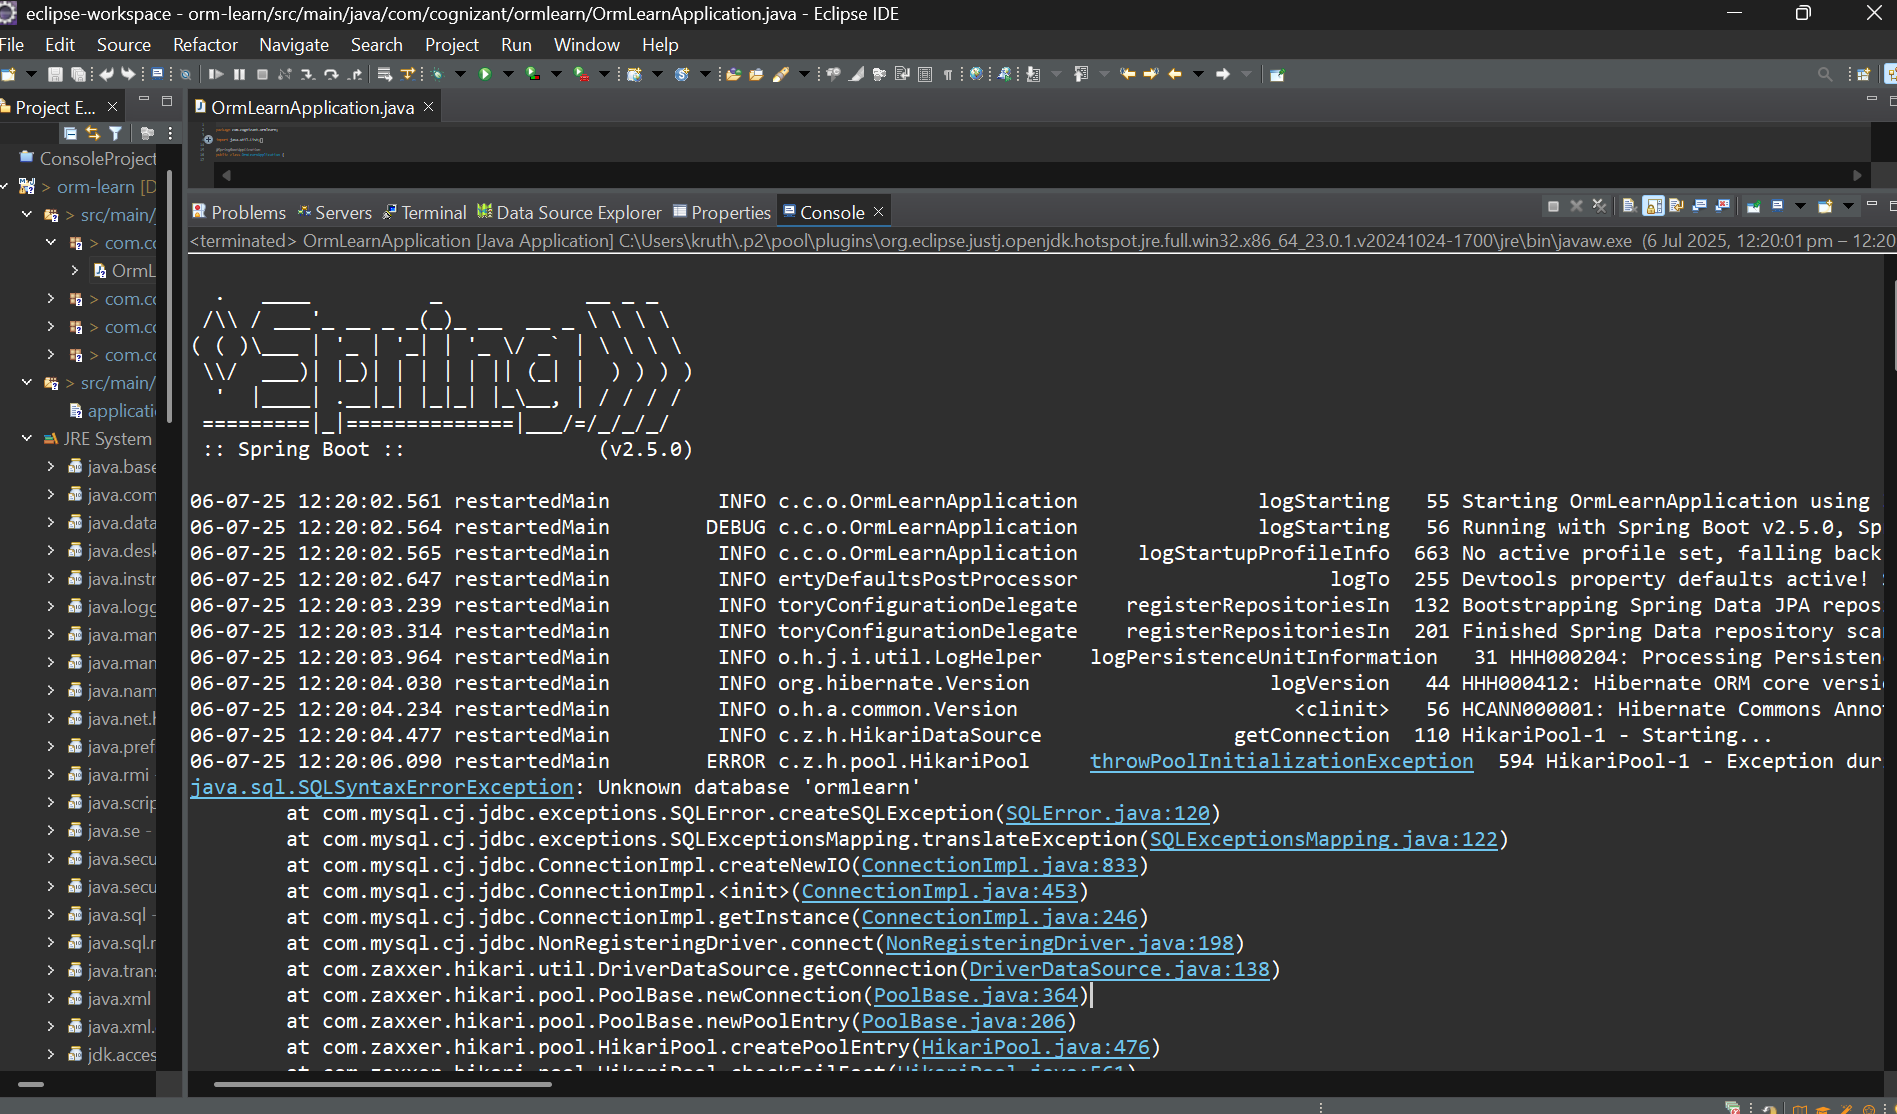 eclipse-workspace - orm-learn/src/main/java/com/cognizant/ormlearn/OrmLearnApplication.java - Eclipse IDE
File Edit Source Refactor Navigate Search Project Run Window Help
Project E...
OrmLearnApplication.java
ConsoleProject
> orm-learn [D
> src/main/j
> com.co
OrmL
> com.co
> com.co
> com.co
> src/main/
applicatio
JRE System
java.base
java.com
java.data
java.desk
java.instr
java.logg
java.man
java.man
java.nam
java.net.h
java.pref
java.rmi
java.scrip
java.se -
java.secu
java.secu
java.sql -
java.sql.r
java.tran
java.xml
java.xml.
jdk.acces
Problems Servers Terminal Data Source Explorer Properties Console
<terminated> OrmLearnApplication [Java Application] C:\Users\kruth\.p2\pool\plugins\org.eclipse.justj.openjdk.hotspot.jre.full.win32.x86_64_23.0.1.v20241024-1700\jre\bin\javaw.exe (6 Jul 2025, 12:20:01 pm – 12:20
  .   ____          _            __ _ _
 /\\ / ___'_ __ _ _(_)_ __  __ _ \ \ \ \
( ( )\___ | '_ | '_| | '_ \/ _` | \ \ \ \
 \\/  ___)| |_)| | | | | || (_| |  ) ) ) )
  '  |____| .__|_| |_|_| |_\__, | / / / /
 =========|_|==============|___/=/_/_/_/
:: Spring Boot :: (v2.5.0)
06-07-25 12:20:02.561 restartedMain INFO c.c.o.OrmLearnApplication logStarting 55 Starting OrmLearnApplication using
06-07-25 12:20:02.564 restartedMain DEBUG c.c.o.OrmLearnApplication logStarting 56 Running with Spring Boot v2.5.0, Sp
06-07-25 12:20:02.565 restartedMain INFO c.c.o.OrmLearnApplication logStartupProfileInfo 663 No active profile set, falling back
06-07-25 12:20:02.647 restartedMain INFO ertyDefaultsPostProcessor logTo 255 Devtools property defaults active!
06-07-25 12:20:03.239 restartedMain INFO toryConfigurationDelegate registerRepositoriesIn 132 Bootstrapping Spring Data JPA repos
06-07-25 12:20:03.314 restartedMain INFO toryConfigurationDelegate registerRepositoriesIn 201 Finished Spring Data repository sca
06-07-25 12:20:03.964 restartedMain INFO o.h.j.i.util.LogHelper logPersistenceUnitInformation 31 HHH000204: Processing Persisten
06-07-25 12:20:04.030 restartedMain INFO org.hibernate.Version logVersion 44 HHH000412: Hibernate ORM core versi
06-07-25 12:20:04.234 restartedMain INFO o.h.a.common.Version <clinit> 56 HCANN000001: Hibernate Commons Anno
06-07-25 12:20:04.477 restartedMain INFO c.z.h.HikariDataSource getConnection 110 HikariPool-1 - Starting...
06-07-25 12:20:06.090 restartedMain ERROR c.z.h.pool.HikariPool throwPoolInitializationException 594 HikariPool-1 - Exception dur
java.sql.SQLSyntaxErrorException: Unknown database 'ormlearn'
at com.mysql.cj.jdbc.exceptions.SQLError.createSQLException(SQLError.java:120)
at com.mysql.cj.jdbc.exceptions.SQLExceptionsMapping.translateException(SQLExceptionsMapping.java:122)
at com.mysql.cj.jdbc.ConnectionImpl.createNewIO(ConnectionImpl.java:833)
at com.mysql.cj.jdbc.ConnectionImpl.<init>(ConnectionImpl.java:453)
at com.mysql.cj.jdbc.ConnectionImpl.getInstance(ConnectionImpl.java:246)
at com.mysql.cj.jdbc.NonRegisteringDriver.connect(NonRegisteringDriver.java:198)
at com.zaxxer.hikari.util.DriverDataSource.getConnection(DriverDataSource.java:138)
at com.zaxxer.hikari.pool.PoolBase.newConnection(PoolBase.java:364)
at com.zaxxer.hikari.pool.PoolBase.newPoolEntry(PoolBase.java:206)
at com.zaxxer.hikari.pool.HikariPool.createPoolEntry(HikariPool.java:476)
at com.zaxxer.hikari.pool.HikariPool.checkFailFast(HikariPool.java:561)